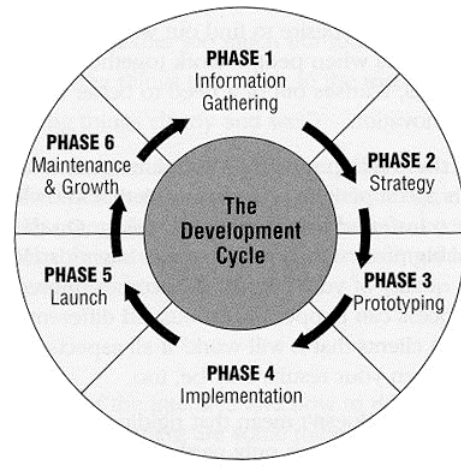 PHASE 1
Information
Gathering
PHASE 2
Strategy
PHASE 3
Prototyping
PHASE 4
Implementation
PHASE 5
Launch
PHASE 6
Maintenance
& Growth
The
Development
Cycle